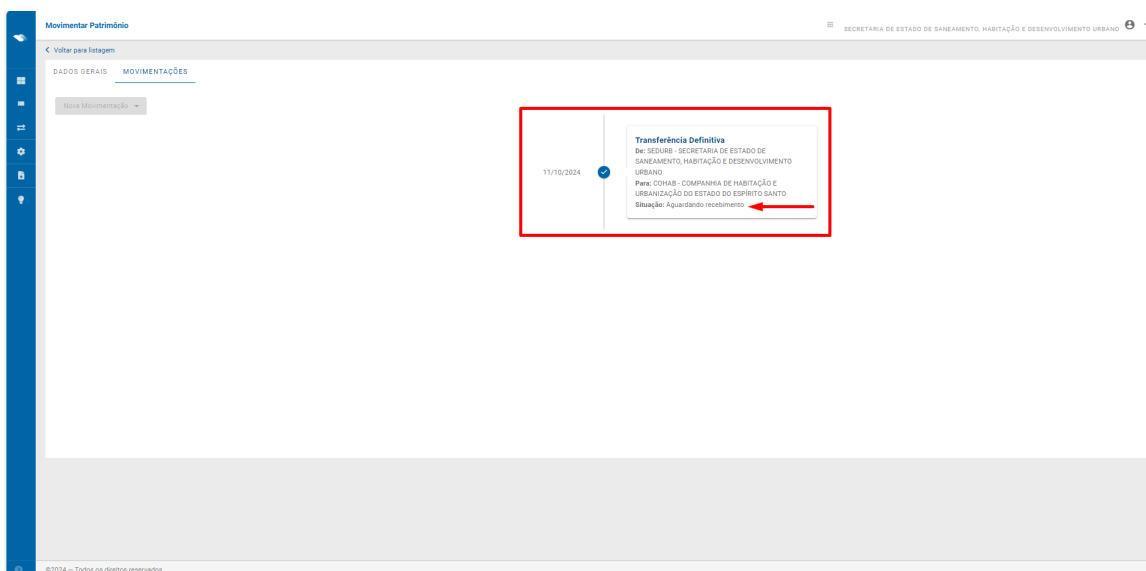 Movimentar Patrimônio
SECRETARIA DE ESTADO DE SANEAMENTO, HABITAÇÃO E DESENVOLVIMENTO URBANO
Voltar para listagem
DADOS GERAIS MOVIMENTAÇÕES
Nova Movimentação
11/10/2024
Transferência Definitiva
De: SEDURB - SECRETARIA DE ESTADO DE
SANEAMENTO, HABITAÇÃO E DESENVOLVIMENTO
URBANO
Para: COHAB - COMPANHIA DE HABITAÇÃO E
URBANIZAÇÃO DO ESTADO DO ESPÍRITO SANTO
Situação: Aguardando recebimento
©2024 — Todos os direitos reservados